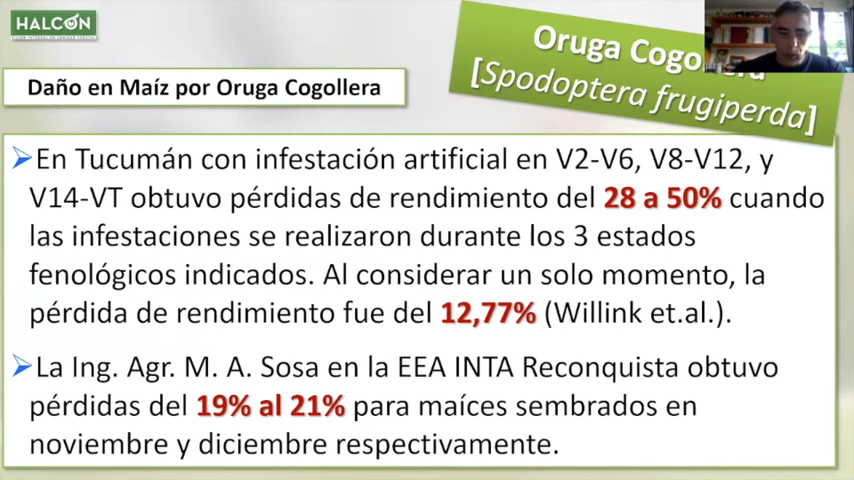 HALCÓN
Oruga
[Spodoptera frugiperda]
Daño en Maíz por Oruga Cogollera
En Tucumán con infestación artificial en V2-V6, V8-V12, y
V14-VT obtuvo pérdidas de rendimiento del 28 a 50% cuando
las infestaciones se realizaron durante los 3 estados
fenológicos indicados. Al considerar un solo momento, la
pérdida de rendimiento fue del 12,77% (Willink et.al.).
La Ing. Agr. M. A. Sosa en la EEA INTA Reconquista obtuvo
pérdidas del 19% al 21% para maíces sembrados en
noviembre y diciembre respectivamente.